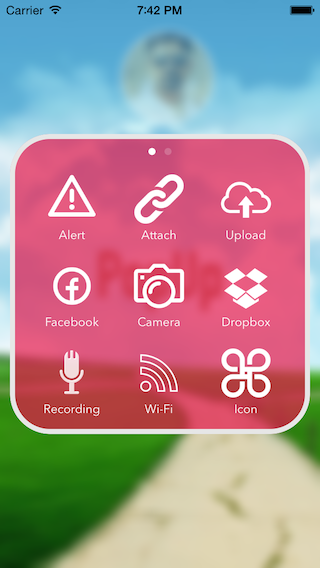 Carrier 7:42 PM
Alert Attach Upload
Facebook Camera Dropbox
Recording Wi-Fi Icon